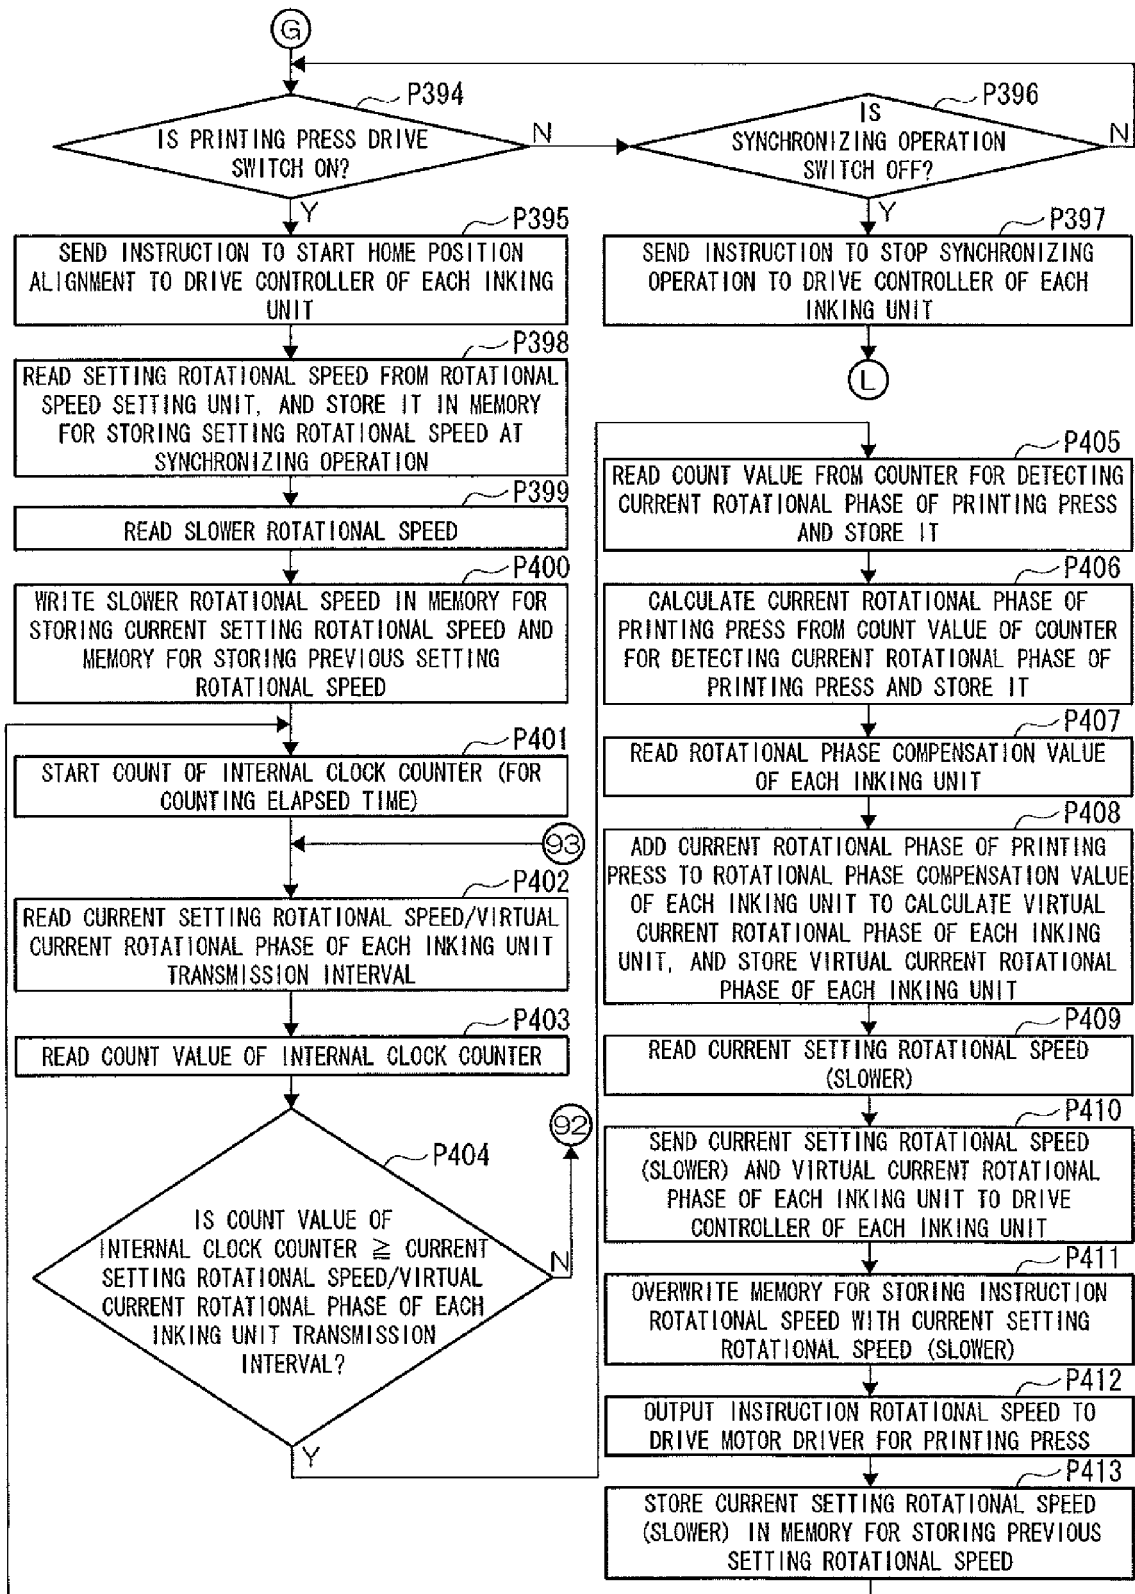 G
P394
IS PRINTING PRESS DRIVE
SWITCH ON?
N
Y
P396
IS
SYNCHRONIZING OPERATION
SWITCH OFF?
N
Y
P395
SEND INSTRUCTION TO START HOME POSITION
ALIGNMENT TO DRIVE CONTROLLER OF EACH INKING
UNIT
P397
SEND INSTRUCTION TO STOP SYNCHRONIZING
OPERATION TO DRIVE CONTROLLER OF EACH
INKING UNIT
L
P398
READ SETTING ROTATIONAL SPEED FROM ROTATIONAL
SPEED SETTING UNIT, AND STORE IT IN MEMORY
FOR STORING SETTING ROTATIONAL SPEED AT
SYNCHRONIZING OPERATION
P399
READ SLOWER ROTATIONAL SPEED
P400
WRITE SLOWER ROTATIONAL SPEED IN MEMORY FOR
STORING CURRENT SETTING ROTATIONAL SPEED AND
MEMORY FOR STORING PREVIOUS SETTING
ROTATIONAL SPEED
P401
START COUNT OF INTERNAL CLOCK COUNTER (FOR
COUNTING ELAPSED TIME)
93
P402
READ CURRENT SETTING ROTATIONAL SPEED/VIRTUAL
CURRENT ROTATIONAL PHASE OF EACH INKING UNIT
TRANSMISSION INTERVAL
P403
READ COUNT VALUE OF INTERNAL CLOCK COUNTER
92
P404
IS COUNT VALUE OF
INTERNAL CLOCK COUNTER ≧ CURRENT
SETTING ROTATIONAL SPEED/VIRTUAL
CURRENT ROTATIONAL PHASE OF EACH
INKING UNIT TRANSMISSION
INTERVAL?
N
Y
P405
READ COUNT VALUE FROM COUNTER FOR DETECTING
CURRENT ROTATIONAL PHASE OF PRINTING PRESS
AND STORE IT
P406
CALCULATE CURRENT ROTATIONAL PHASE OF
PRINTING PRESS FROM COUNT VALUE OF COUNTER
FOR DETECTING CURRENT ROTATIONAL PHASE OF
PRINTING PRESS AND STORE IT
P407
READ ROTATIONAL PHASE COMPENSATION VALUE
OF EACH INKING UNIT
P408
ADD CURRENT ROTATIONAL PHASE OF PRINTING
PRESS TO ROTATIONAL PHASE COMPENSATION VALUE
OF EACH INKING UNIT TO CALCULATE VIRTUAL
CURRENT ROTATIONAL PHASE OF EACH INKING
UNIT, AND STORE VIRTUAL CURRENT ROTATIONAL
PHASE OF EACH INKING UNIT
P409
READ CURRENT SETTING ROTATIONAL SPEED
(SLOWER)
P410
SEND CURRENT SETTING ROTATIONAL SPEED
(SLOWER) AND VIRTUAL CURRENT ROTATIONAL
PHASE OF EACH INKING UNIT TO DRIVE
CONTROLLER OF EACH INKING UNIT
P411
OVERWRITE MEMORY FOR STORING INSTRUCTION
ROTATIONAL SPEED WITH CURRENT SETTING
ROTATIONAL SPEED (SLOWER)
P412
OUTPUT INSTRUCTION ROTATIONAL SPEED TO
DRIVE MOTOR DRIVER FOR PRINTING PRESS
P413
STORE CURRENT SETTING ROTATIONAL SPEED
(SLOWER) IN MEMORY FOR STORING PREVIOUS
SETTING ROTATIONAL SPEED